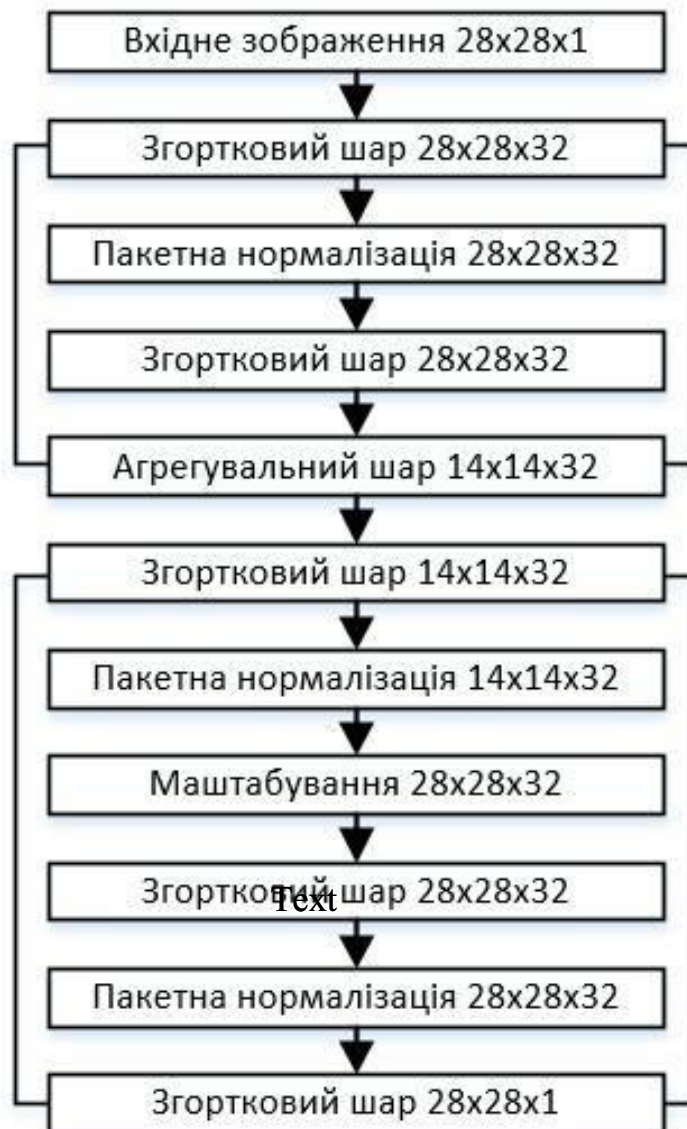 Вхідне зображення 28x28x1
Згортковий шар 28x28x32
Пакетна нормалізація 28x28x32
Згортковий шар 28x28x32
Агрегувальний шар 14x14x32
Згортковий шар 14x14x32
Пакетна нормалізація 14x14x32
Маштабування 28x28x32
Згортковий шар 28x28x32
Text
Пакетна нормалізація 28x28x32
Згортковий шар 28x28x1